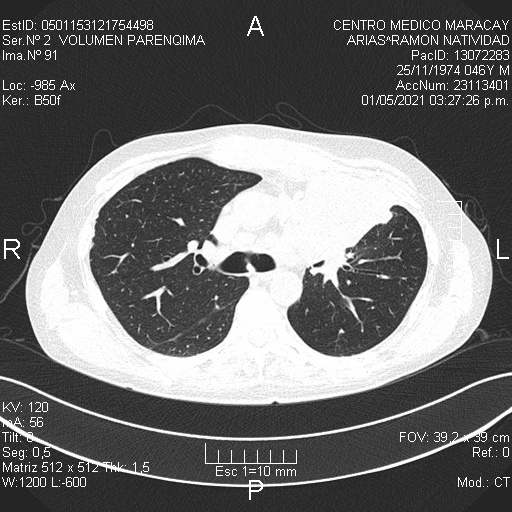 EstID: 0501153121754498
Ser.Nº 2 VOLUMEN PARENQIMA
Ima.Nº 91
Loc: -985 Ax
Ker.: B50f
A
CENTRO MEDICO MARACAY
ARIAS^RAMON NATIVIDAD
PacID: 13072283
25/11/1974 046Y M
AccNum: 23113401
01/05/2021 03:27:26 p.m.
R
L
KV: 120
mA: 56
Tilt: 0
Seg: 0,5
Matriz 512 x 512 Thk: 1,5
W:1200 L:-600
Esc 1=10 mm
P
FOV: 39,2 x 39 cm
Ref.: 0
Mod.: CT